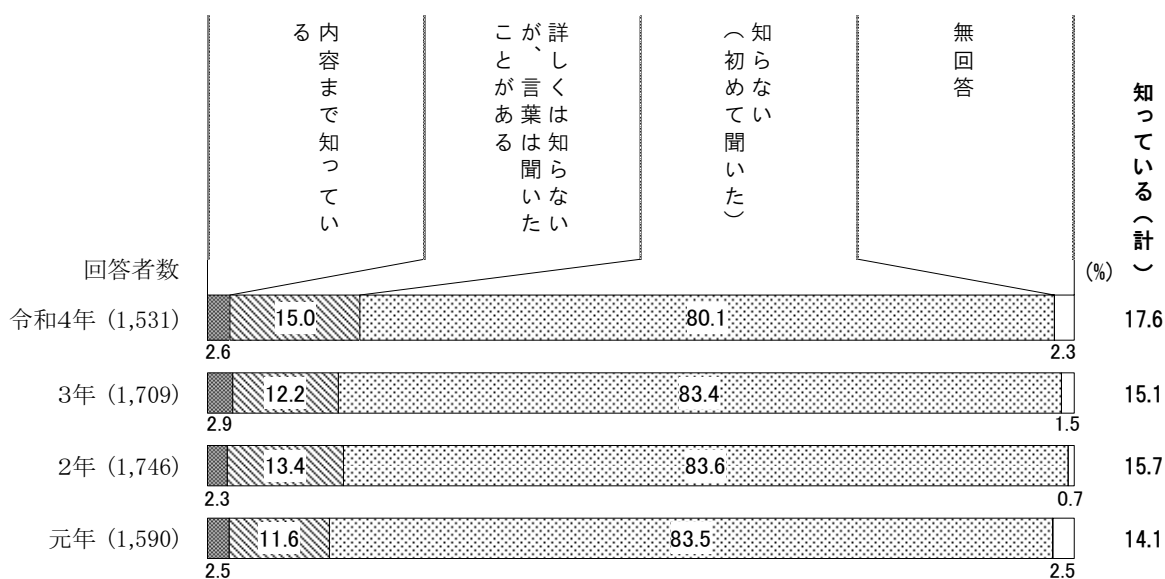 内容まで知ってい
る
詳しくは知らない
が、言葉は聞いた
ことがある
知らない
（初めて聞いた）
無回答
知っている（計）
回答者数
(%)
令和4年 (1,531)
15.0
80.1
17.6
2.6
2.3
3年 (1,709)
12.2
83.4
15.1
2.9
1.5
2年 (1,746)
13.4
83.6
15.7
2.3
0.7
元年 (1,590)
11.6
83.5
14.1
2.5
2.5